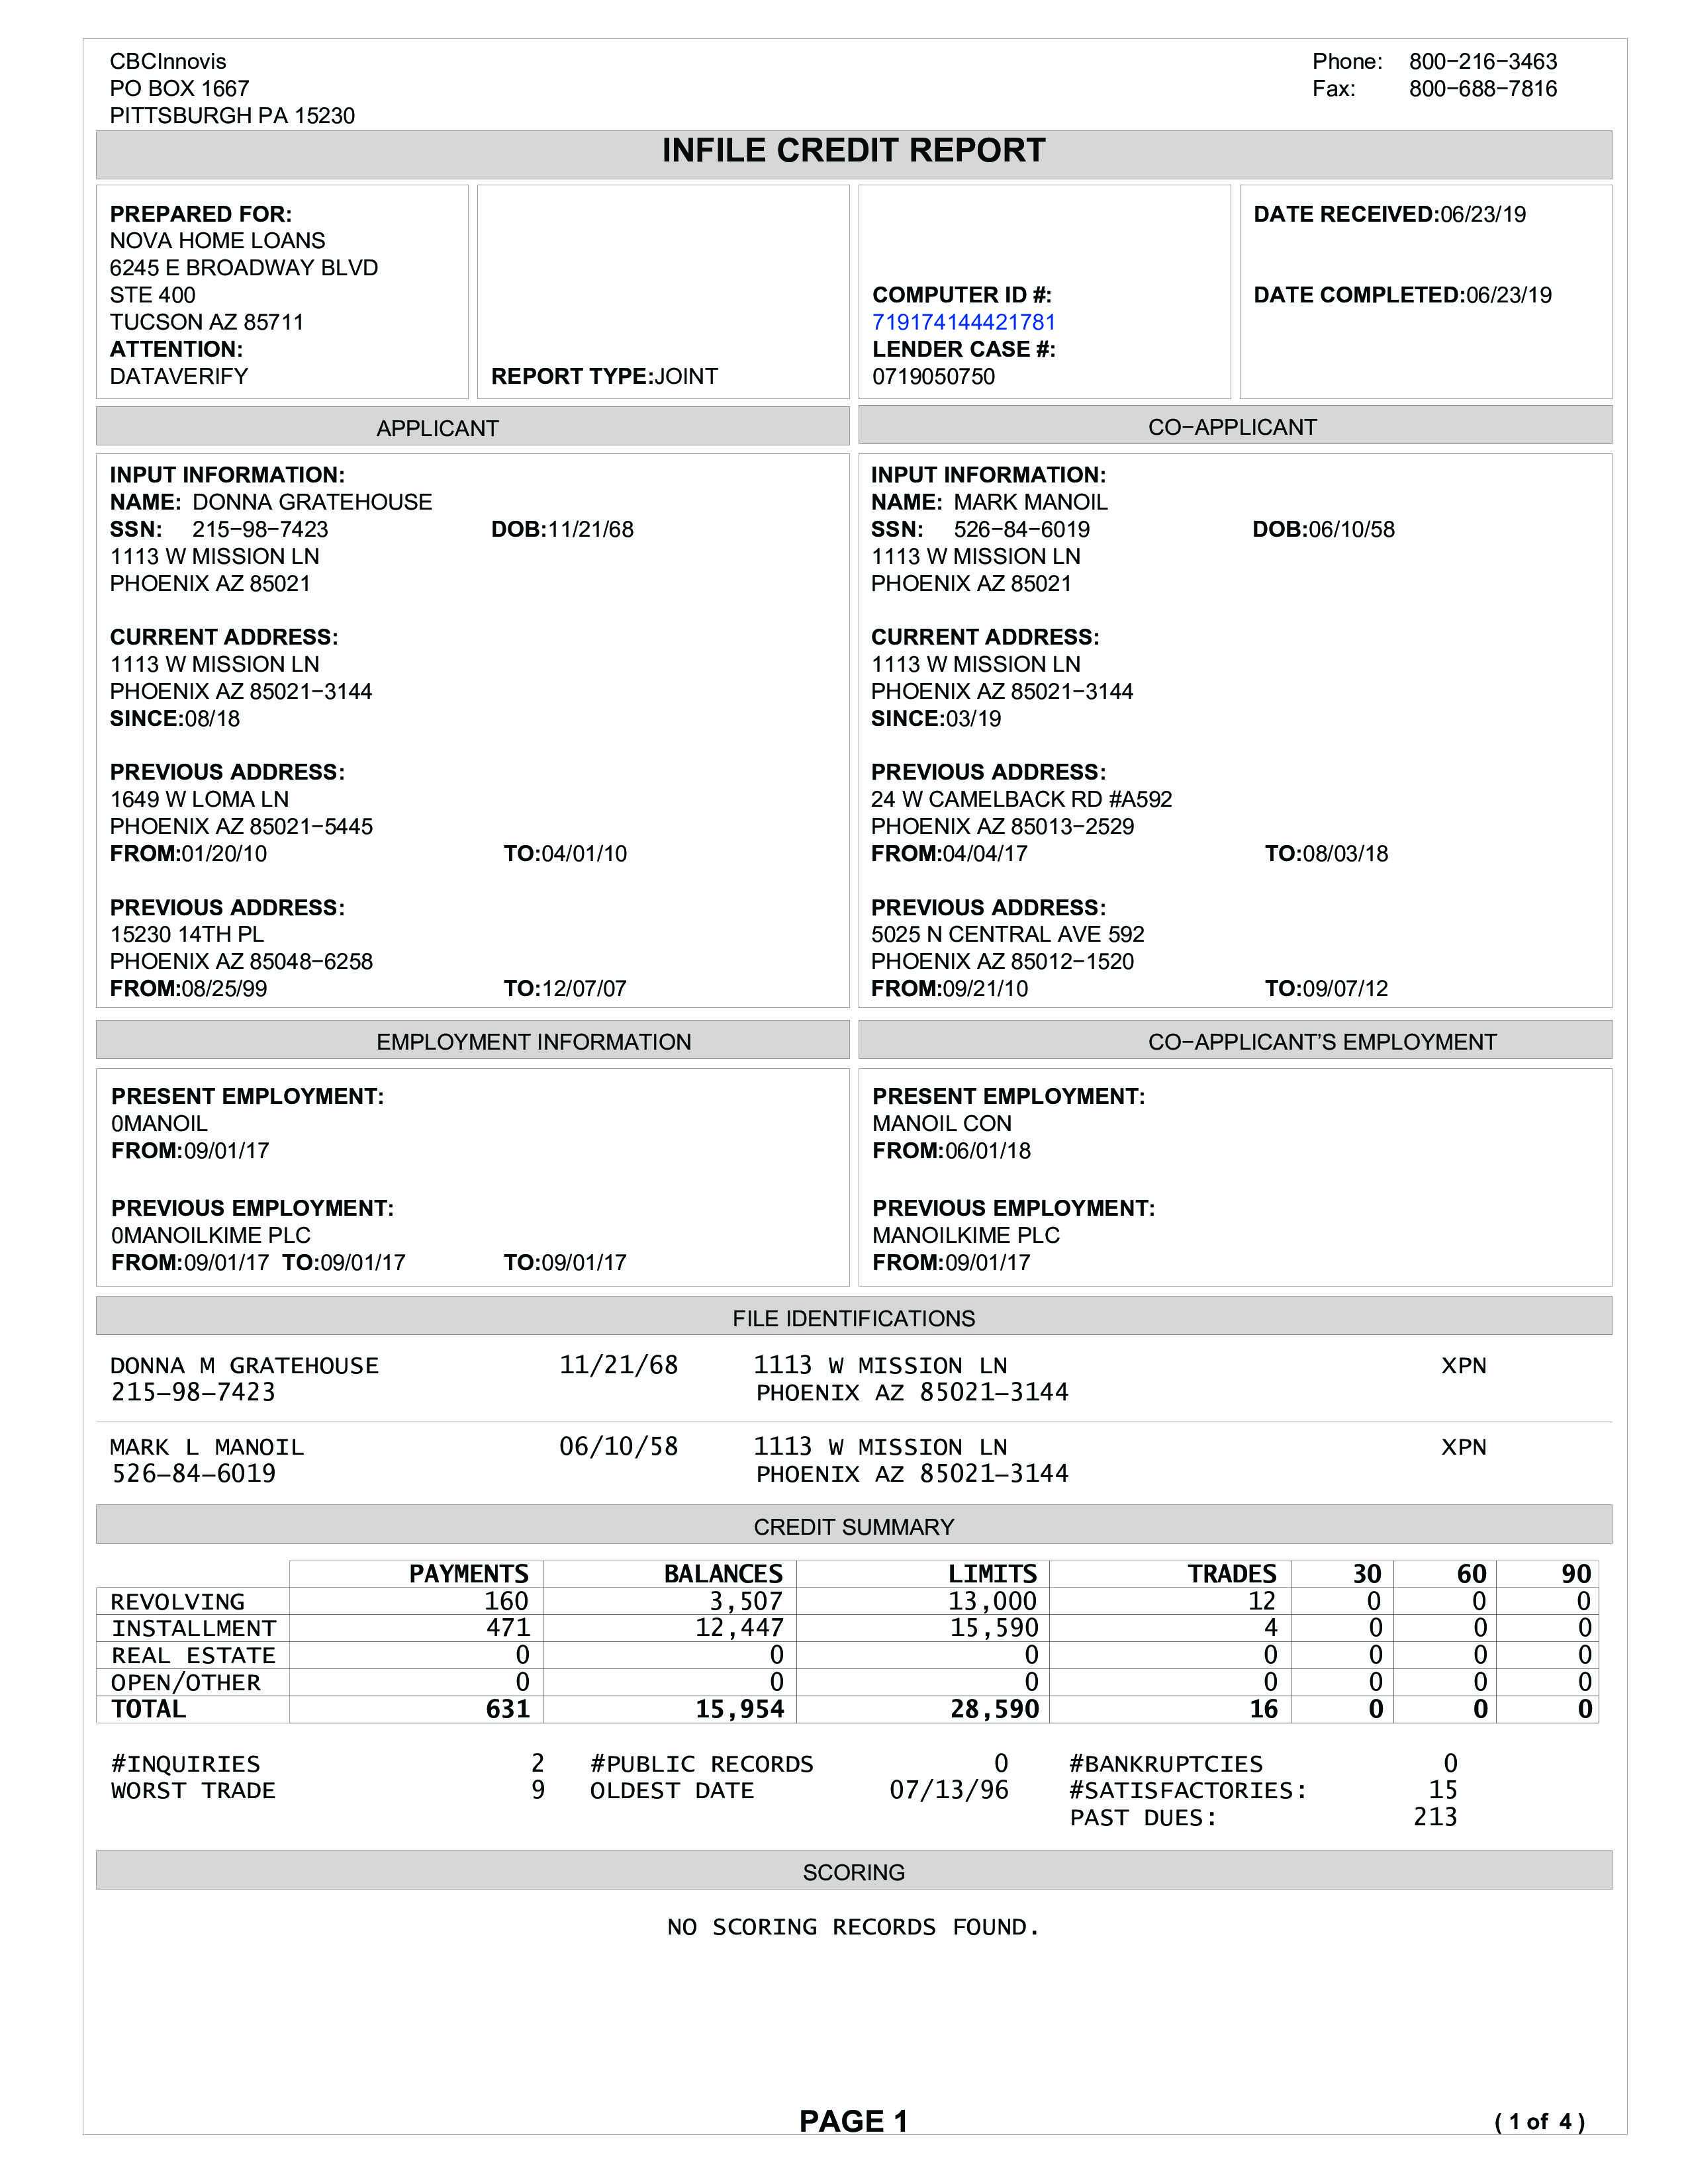 CBCInnovis
PO BOX 1667
PITTSBURGH PA 15230
Phone: 800-216-3463
Fax: 800-688-7816
INFILE CREDIT REPORT
PREPARED FOR:
NOVA HOME LOANS
6245 E BROADWAY BLVD
STE 400
TUCSON AZ 85711
ATTENTION:
DATAVERIFY
REPORT TYPE:JOINT
COMPUTER ID #:
719174144421781
LENDER CASE #:
0719050750
DATE RECEIVED:06/23/19
DATE COMPLETED:06/23/19
APPLICANT
INPUT INFORMATION:
NAME: DONNA GRATEHOUSE
SSN: 215-98-7423 DOB:11/21/68
1113 W MISSION LN
PHOENIX AZ 85021
CURRENT ADDRESS:
1113 W MISSION LN
PHOENIX AZ 85021-3144
SINCE:08/18
PREVIOUS ADDRESS:
1649 W LOMA LN
PHOENIX AZ 85021-5445
FROM:01/20/10 TO:04/01/10
PREVIOUS ADDRESS:
15230 14TH PL
PHOENIX AZ 85048-6258
FROM:08/25/99 TO:12/07/07
CO-APPLICANT
INPUT INFORMATION:
NAME: MARK MANOIL
SSN: 526-84-6019 DOB:06/10/58
1113 W MISSION LN
PHOENIX AZ 85021
CURRENT ADDRESS:
1113 W MISSION LN
PHOENIX AZ 85021-3144
SINCE:03/19
PREVIOUS ADDRESS:
24 W CAMELBACK RD #A592
PHOENIX AZ 85013-2529
FROM:04/04/17 TO:08/03/18
PREVIOUS ADDRESS:
5025 N CENTRAL AVE 592
PHOENIX AZ 85012-1520
FROM:09/21/10 TO:09/07/12
EMPLOYMENT INFORMATION
PRESENT EMPLOYMENT:
0MANOIL
FROM:09/01/17
PREVIOUS EMPLOYMENT:
0MANOILKIME PLC
FROM:09/01/17 TO:09/01/17 TO:09/01/17
CO-APPLICANT'S EMPLOYMENT
PRESENT EMPLOYMENT:
MANOIL CON
FROM:06/01/18
PREVIOUS EMPLOYMENT:
MANOILKIME PLC
FROM:09/01/17
FILE IDENTIFICATIONS
DONNA M GRATEHOUSE 11/21/68 1113 W MISSION LN XPN
215-98-7423 PHOENIX AZ 85021-3144
MARK L MANOIL 06/10/58 1113 W MISSION LN XPN
526-84-6019 PHOENIX AZ 85021-3144
CREDIT SUMMARY
PAYMENTS BALANCES LIMITS TRADES 30 60 90
REVOLVING 160 3,507 13,000 12 0 0 0
INSTALLMENT 471 12,447 15,590 4 0 0 0
REAL ESTATE 0 0 0 0 0 0 0
OPEN/OTHER 0 0 0 0 0 0 0
TOTAL 631 15,954 28,590 16 0 0 0
#INQUIRIES 2 #PUBLIC RECORDS 0 #BANKRUPTCIES 0
WORST TRADE 9 OLDEST DATE 07/13/96 #SATISFACTORIES: 15
PAST DUES: 213
SCORING
NO SCORING RECORDS FOUND.
PAGE 1
( 1 of 4 )